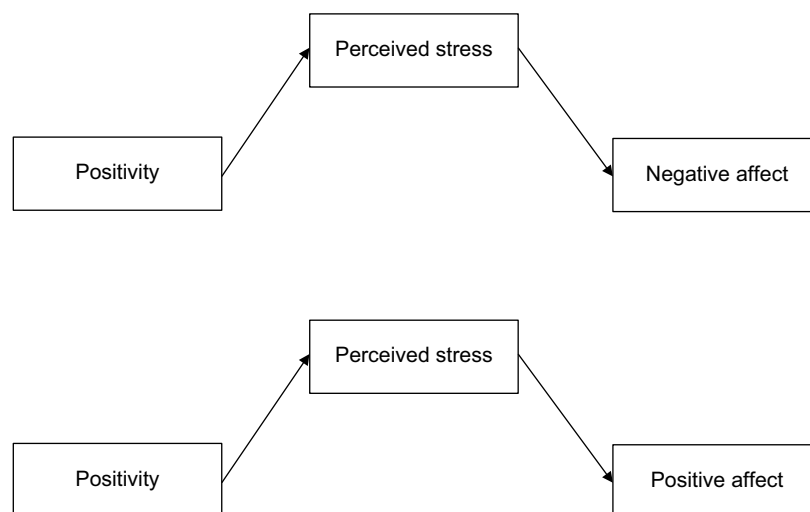 Perceived stress
Positivity
Negative affect
Perceived stress
Positivity
Positive affect